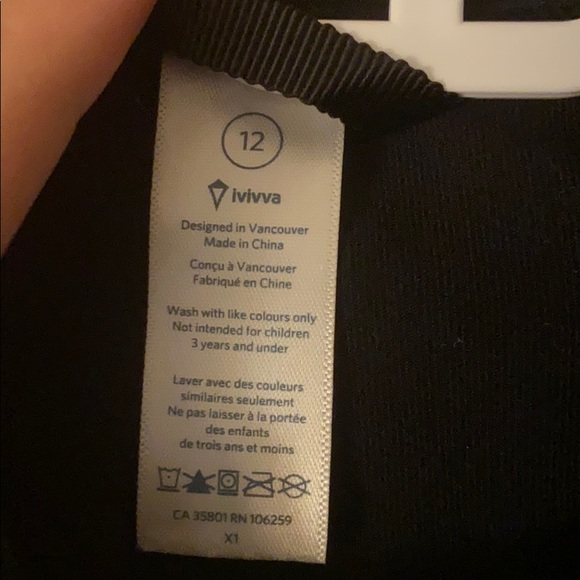 12
ivivva
Designed in Vancouver
Made in China
Conçu à Vancouver
Fabriqué en Chine
Wash with like colours only
Not intended for children
3 years and under
Laver avec des couleurs
similaires seulement
Ne pas laisser à la portée
des enfants
de trois ans et moins
CA 35801 RN 106259
X1